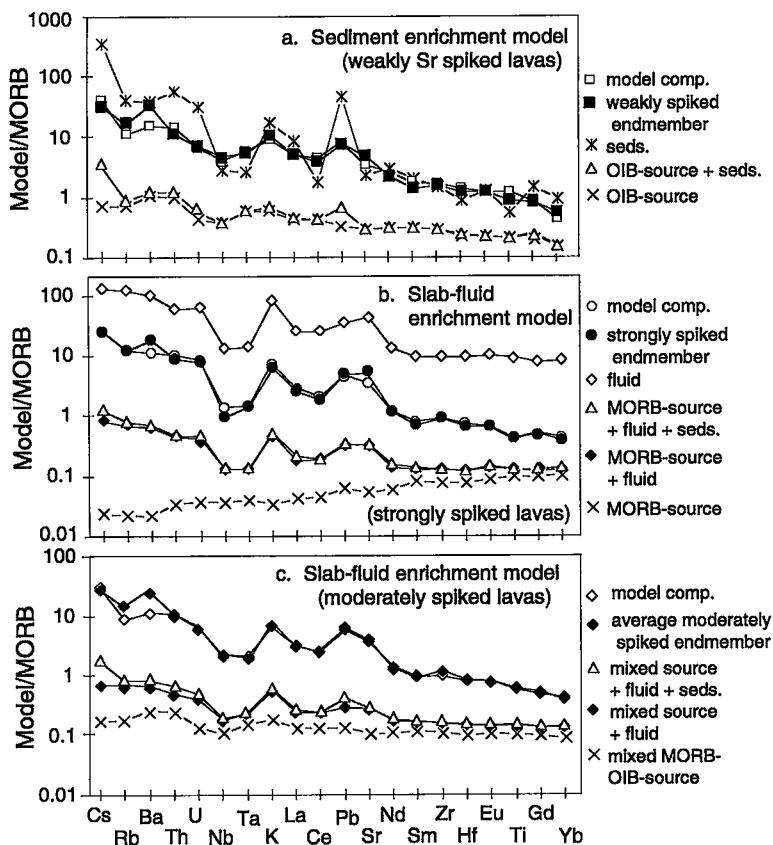 1000
100
10
1
0.1
Model/MORB
a. Sediment enrichment model
(weakly Sr spiked lavas)
model comp.
weakly spiked
endmember
seds.
OIB-source + seds.
OIB-source
100
10
1
0.1
0.01
Model/MORB
b. Slab-fluid
enrichment model
(strongly spiked lavas)
model comp.
strongly spiked
endmember
fluid
MORB-source
+ fluid + seds.
MORB-source
+ fluid
MORB-source
100
10
1
0.1
0.01
Model/MORB
c. Slab-fluid enrichment model
(moderately spiked lavas)
model comp.
average moderately
spiked endmember
mixed source
+ fluid + seds.
mixed source
+ fluid
mixed MORB-
OIB-source
Cs Ba U Ta La Pb Nd Zr Eu Gd
Rb Th Nb K Ce Sr Sm Hf Ti Yb